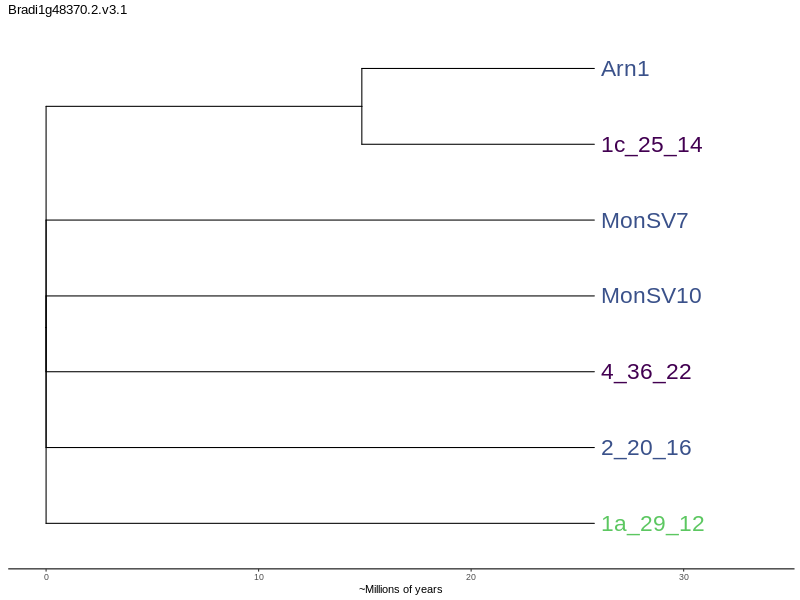 Bradi1g48370.2.v3.1
Arn1
1c_25_14
MonSV7
MonSV10
4_36_22
2_20_16
1a_29_12
0 10 20 30
~Millions of years